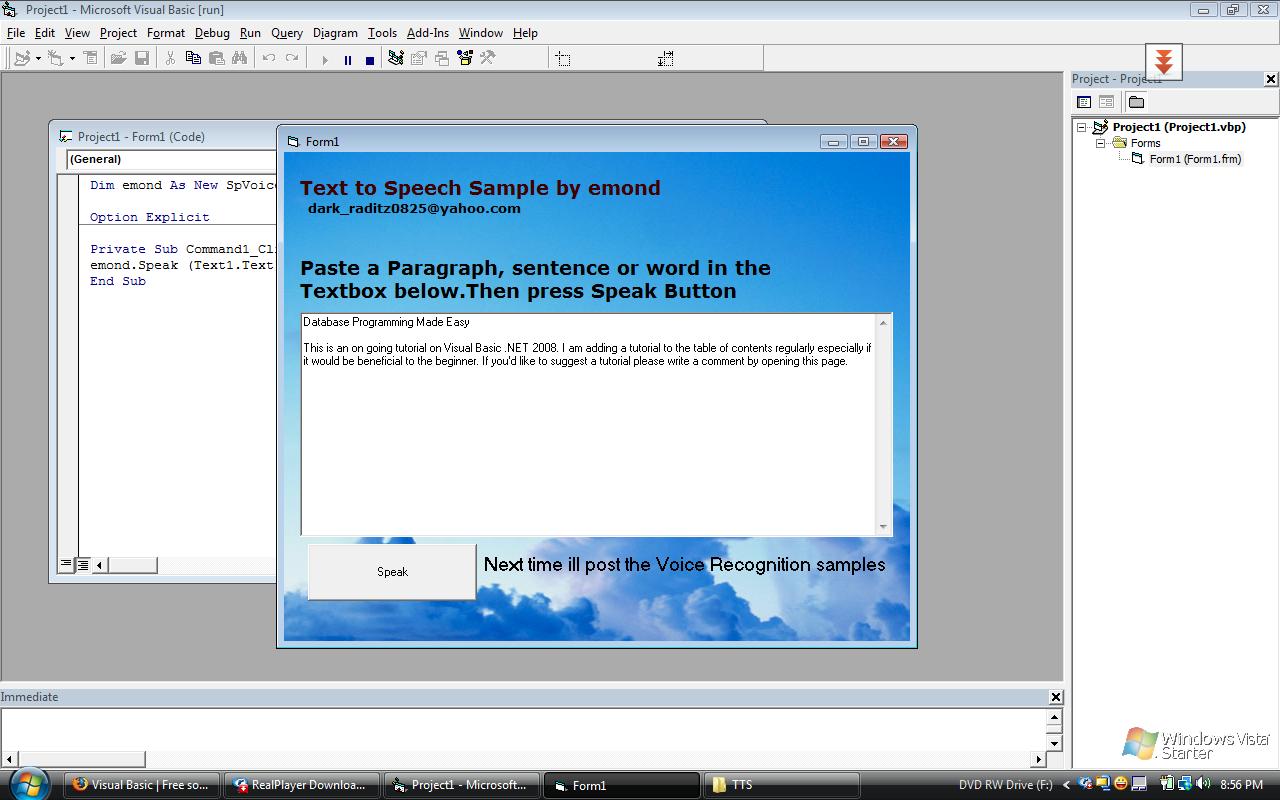 Project1 - Microsoft Visual Basic [run]
File Edit View Project Format Debug Run Query Diagram Tools Add-Ins Window Help
Project - Project1
Project1 (Project1.vbp)
Forms
Form1 (Form1.frm)
Project1 - Form1 (Code)
(General)
Dim emond As New SpVoice
Option Explicit
Private Sub Command1_Cli
emond.Speak (Text1.Text
End Sub
Form1
Text to Speech Sample by emond
dark_raditz0825@yahoo.com
Paste a Paragraph, sentence or word in the
Textbox below.Then press Speak Button
Database Programming Made Easy
This is an on going tutorial on Visual Basic .NET 2008. I am adding a tutorial to the table of contents regularly especially if
it would be beneficial to the beginner. If you'd like to suggest a tutorial please write a comment by opening this page.
Speak
Next time ill post the Voice Recognition samples
Immediate
Windows Vista
Starter
Visual Basic | Free so...
RealPlayer Downloa...
Project1 - Microsoft...
Form1
TTS
DVD RW Drive (F:)
8:56 PM